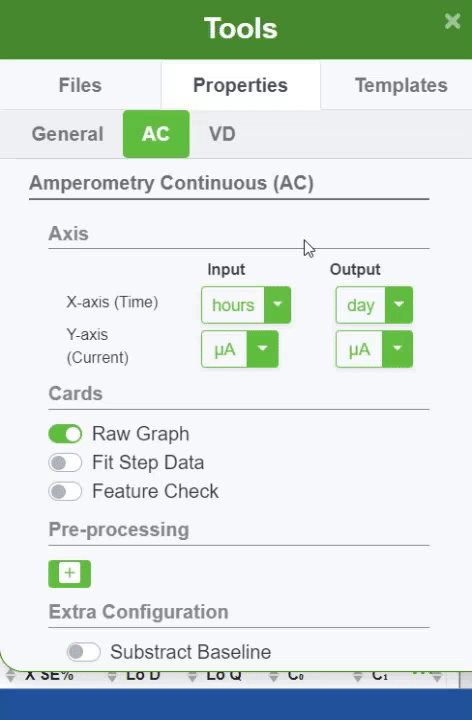 Tools
Files Properties Templates
General AC VD
Amperometry Continuous (AC)
Axis
Input Output
X-axis (Time) hours day
Y-axis
(Current) µA µA
Cards
Raw Graph
Fit Step Data
Feature Check
Pre-processing
+
Extra Configuration
Substract Baseline
X SE% Lo D Lo Q C₀ C₁